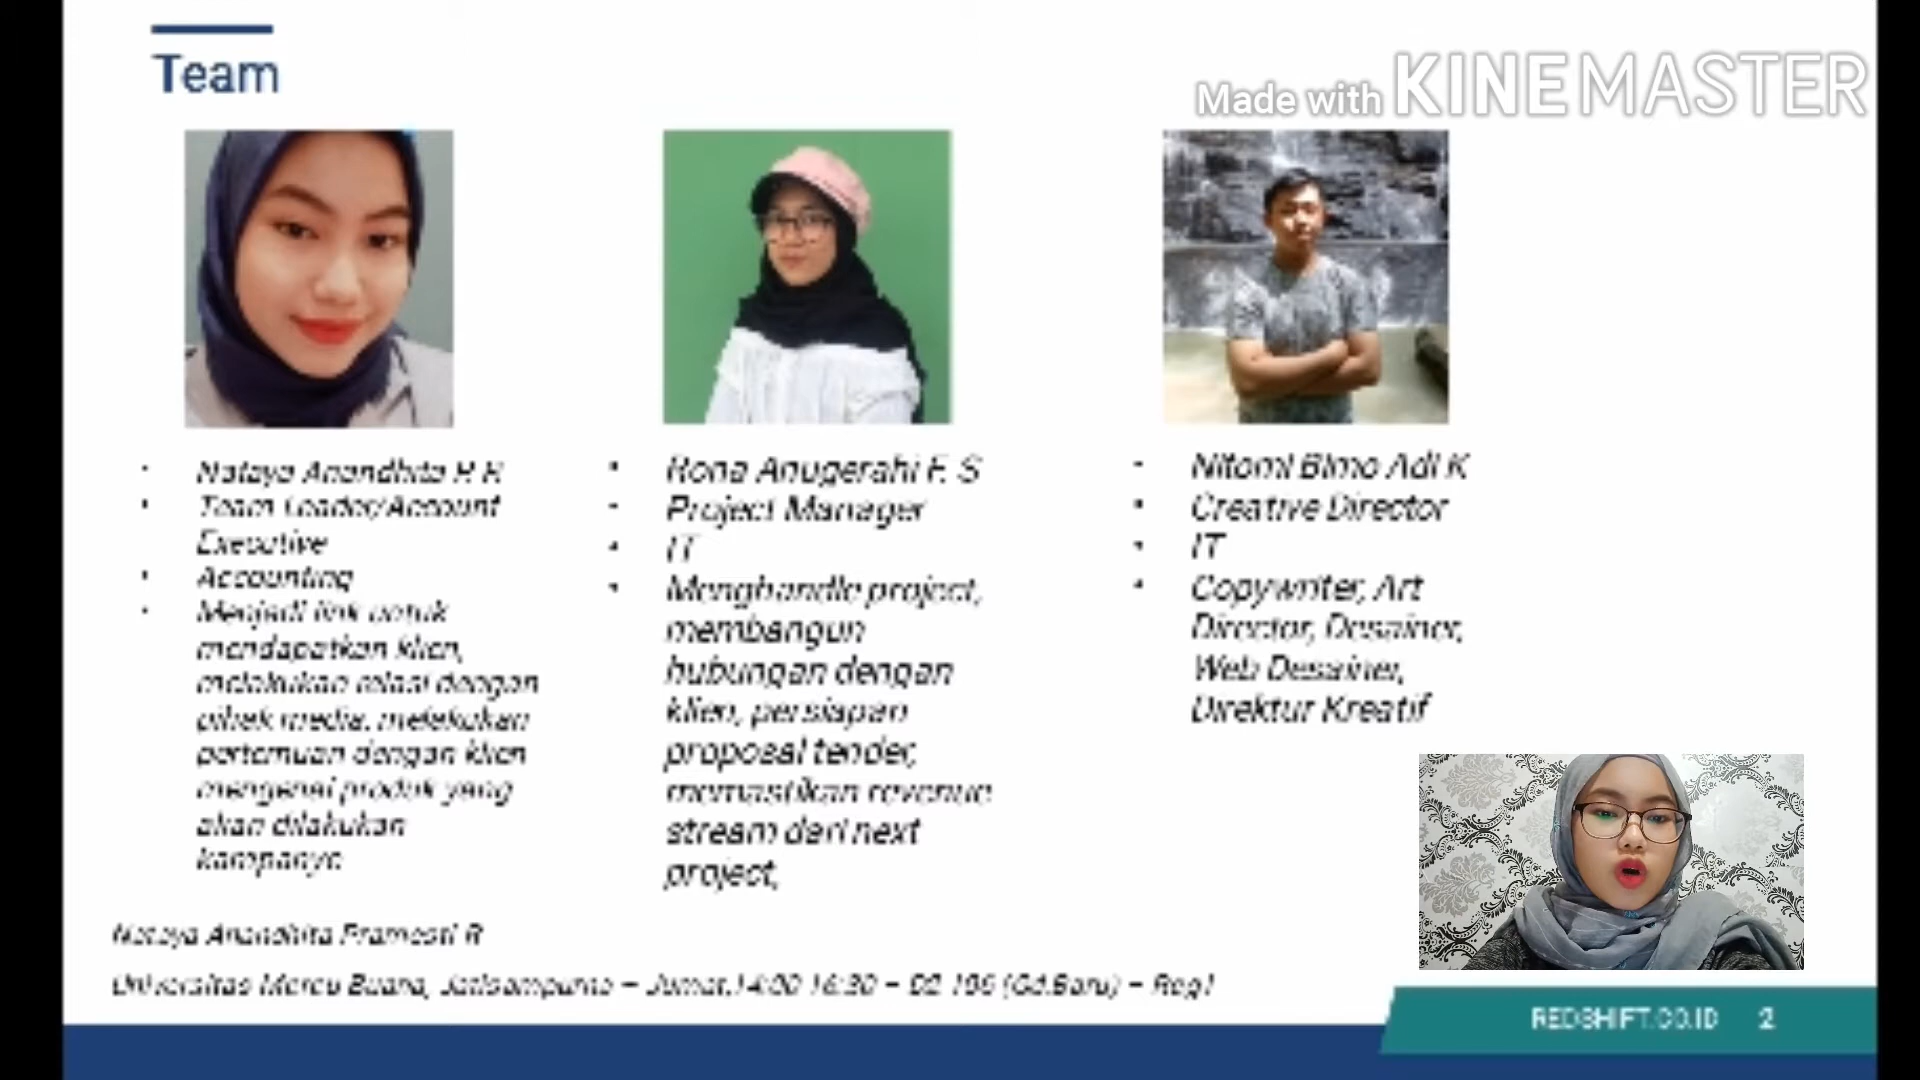 Team
Made with KINEMASTER
Nataya Anandhita P. R
Team Leader/Account
Executive
Accounting
Menjadi link untuk
mendapatkan klien,
melakukan relasi dengan
pihak media, melakukan
pertemuan dengan klien
mengenai produk yang
akan dilakukan
kampanye
Rona Anugerahi F. S
Project Manager
IT
Menghandle project,
membangun
hubungan dengan
klien, persiapan
proposal tender,
memastikan revenue
stream dari next
project,
Nitomi Bimo Adi K
Creative Director
IT
Copywriter, Art
Director, Desainer,
Web Desainer,
Direktur Kreatif
Nataya Anandhita Pramesti R
Universitas Mercu Buana, Jatisampurna – Jumat,14:00 16:30 – D2 106 (Gd.Baru) – Reg1
REDSHIFT.CO.ID 2